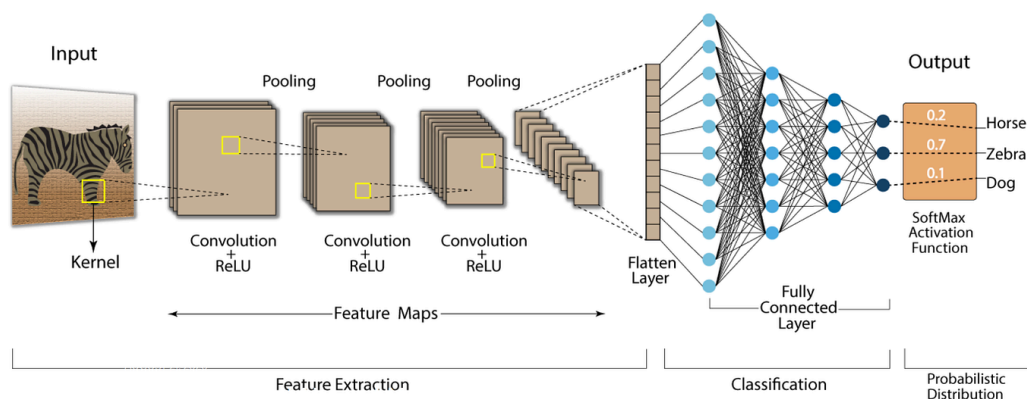 Input
Pooling
Pooling
Pooling
Output
0.2
Horse
0.7
Zebra
0.1
Dog
SoftMax
Activation
Function
Kernel
Convolution
+
ReLU
Convolution
+
ReLU
Convolution
+
ReLU
Flatten
Layer
Fully
Connected
Layer
Feature Maps
Feature Extraction
Classification
Probabilistic
Distribution